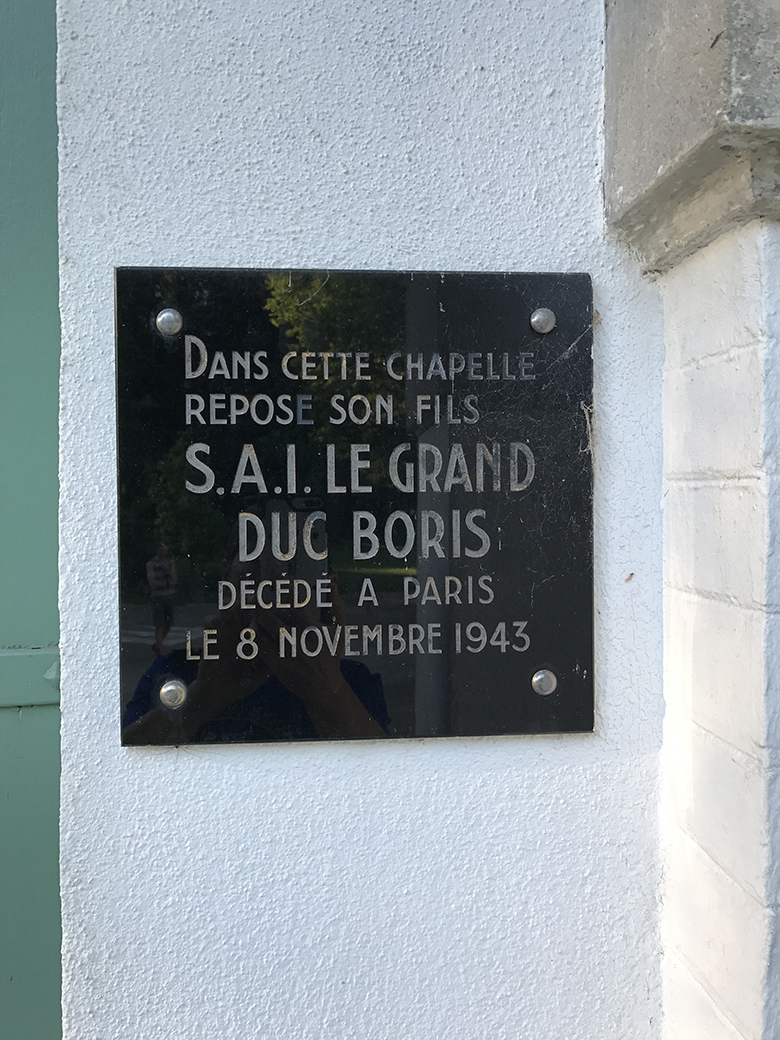 DANS CETTE CHAPELLE
REPOSE SON FILS
S.A.I. LE GRAND
DUC BORIS
DÉCÉDÉ A PARIS
LE 8 NOVEMBRE 1943